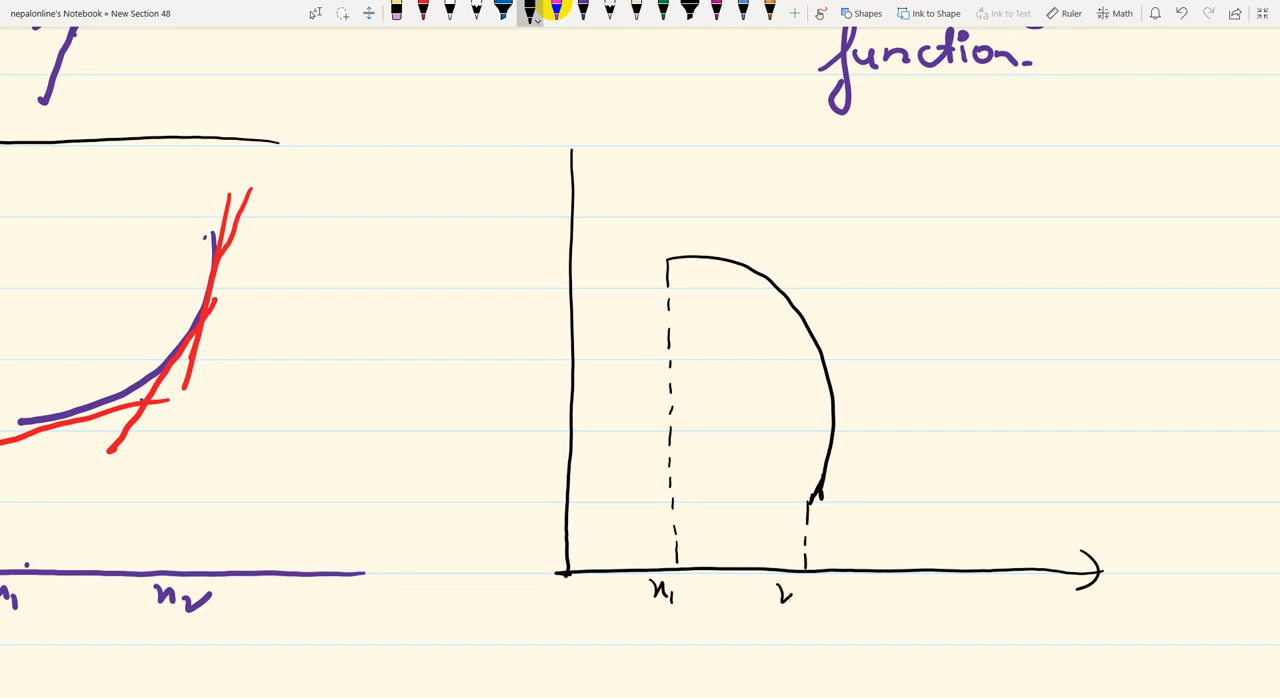 nepalonline's Notebook » New Section 48
Shapes Ink to Shape Ink to Text Ruler Math
function.
x1 x2
x1